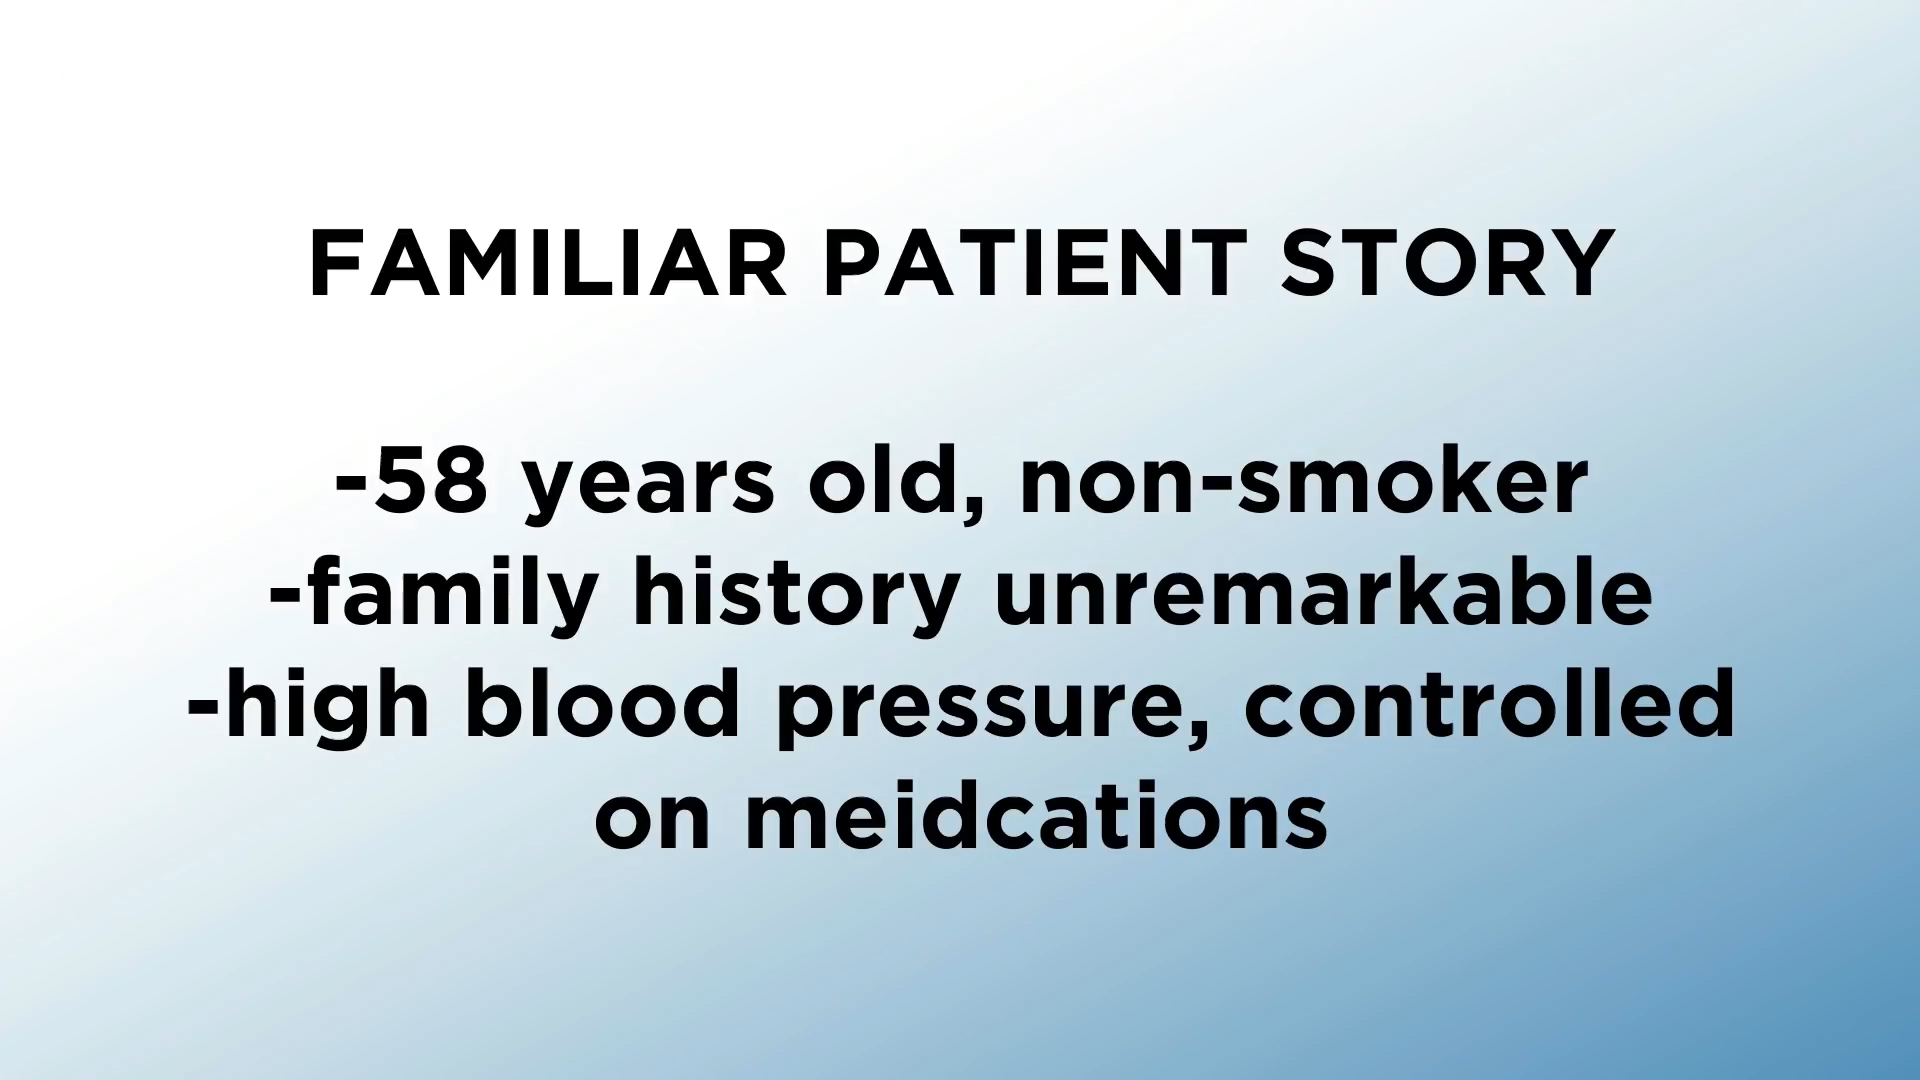 FAMILIAR PATIENT STORY
-58 years old, non-smoker
-family history unremarkable
-high blood pressure, controlled
on meidcations